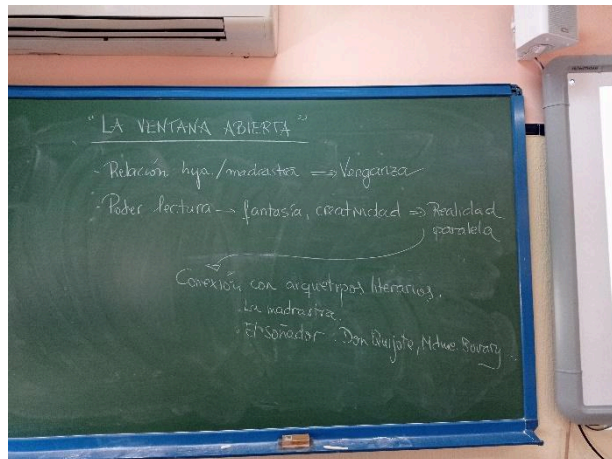 "LA VENTANA ABIERTA"
· Relación hija/madrastra => Venganza
· Poder lectura → fantasía, creatividad => Realidad
paralela
Conexión con arquetipos literarios.
· La madrastra.
· El soñador: Don Quijote, Mdme. Bovary